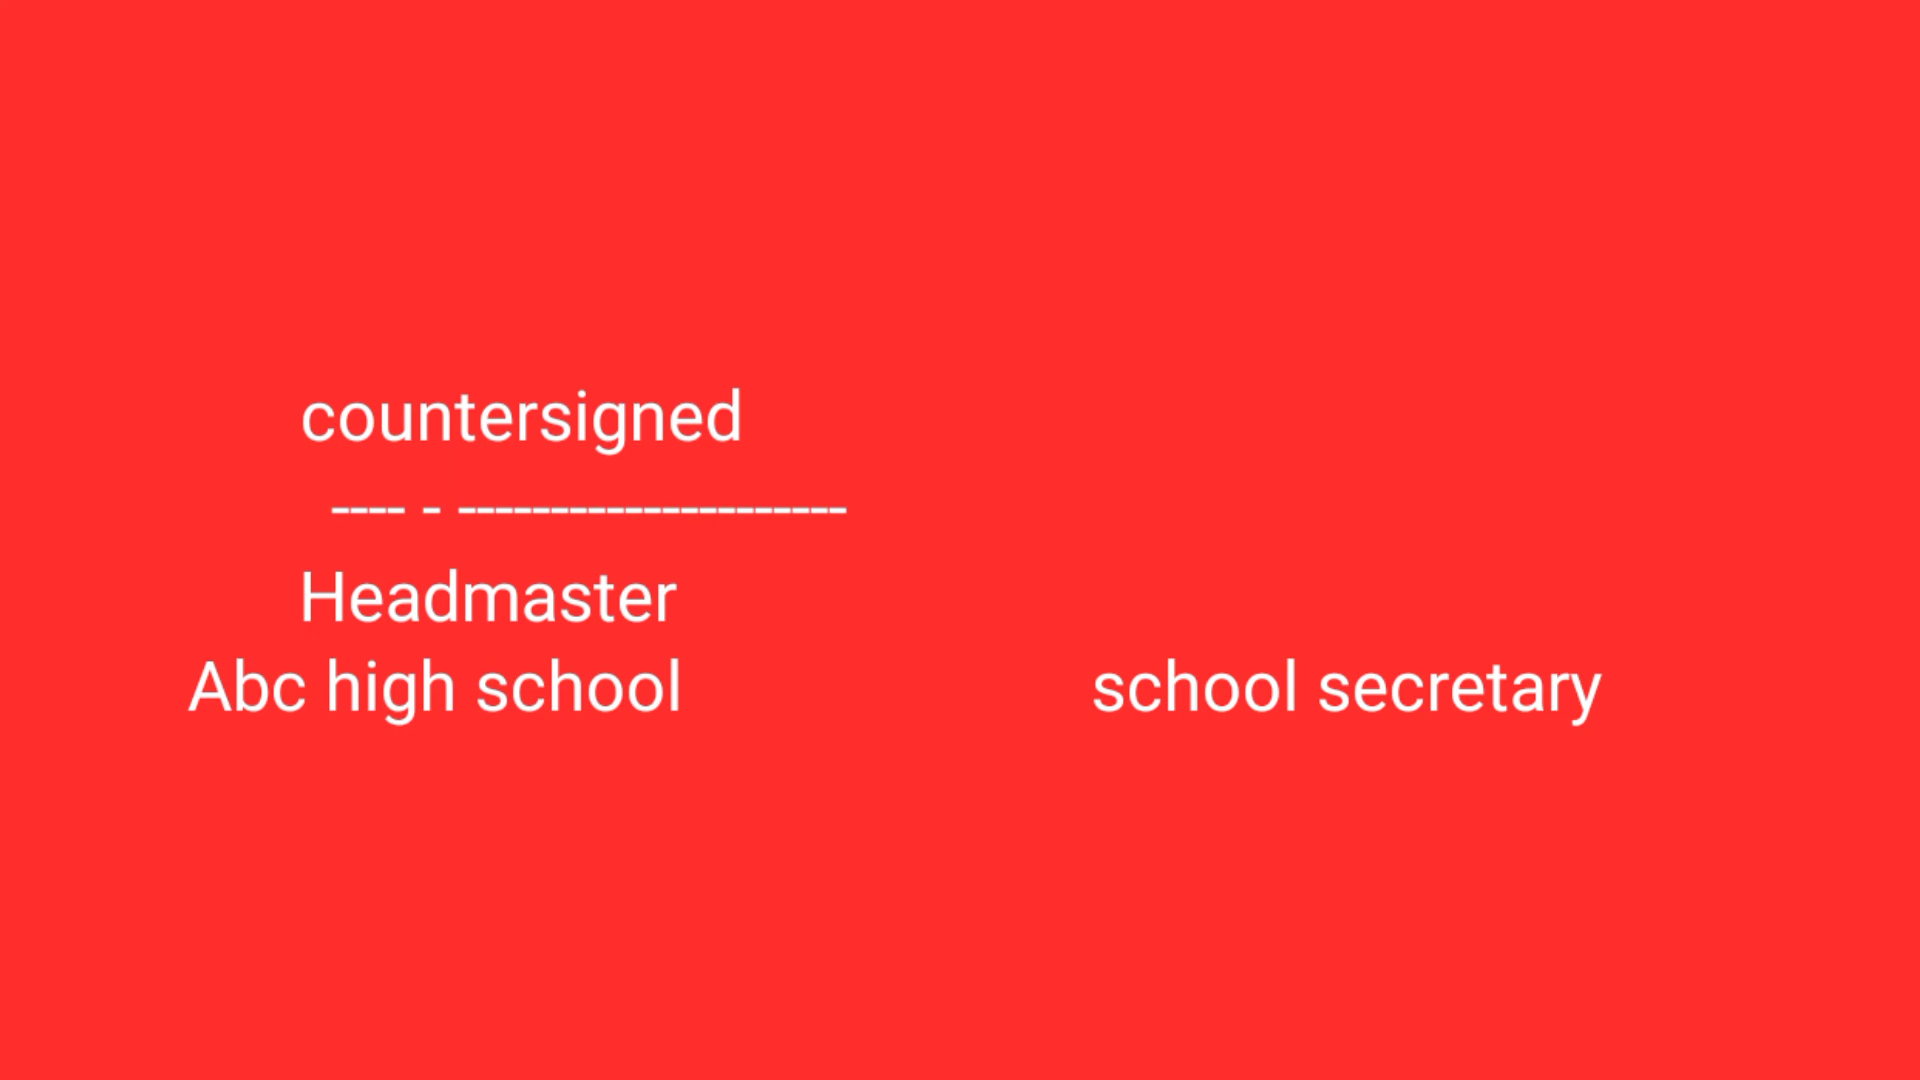 countersigned
---- - ---------------------
Headmaster
Abc high school school secretary